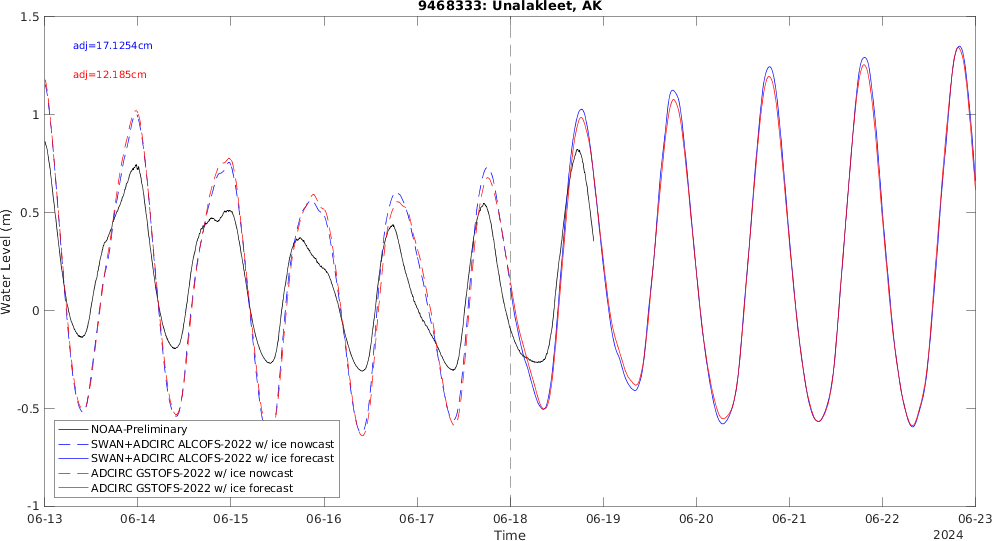 9468333: Unalakleet, AK
adj=17.1254cm
adj=12.185cm
Water Level (m)
1.5
1
0.5
0
-0.5
-1
NOAA-Preliminary
SWAN+ADCIRC ALCOFS-2022 w/ ice nowcast
SWAN+ADCIRC ALCOFS-2022 w/ ice forecast
ADCIRC GSTOFS-2022 w/ ice nowcast
ADCIRC GSTOFS-2022 w/ ice forecast
06-13 06-14 06-15 06-16 06-17 06-18 06-19 06-20 06-21 06-22 06-23
Time
2024